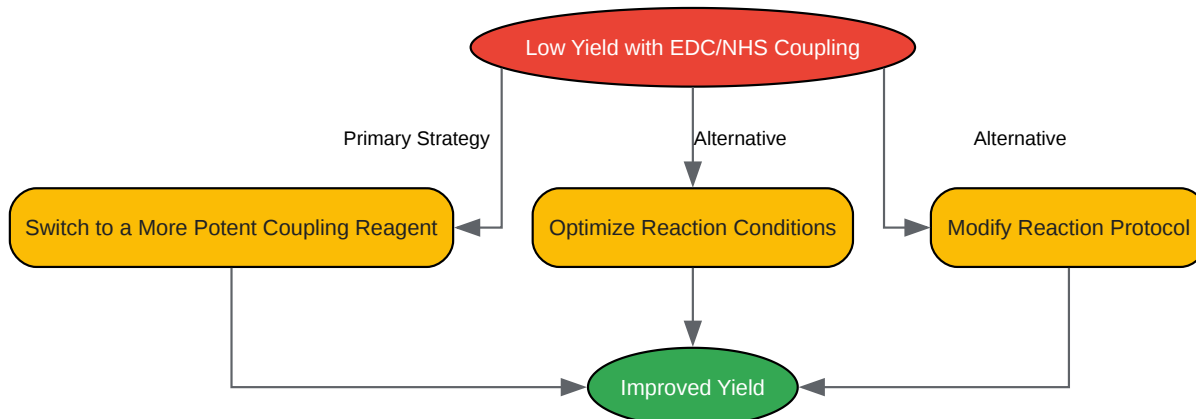 Low Yield with EDC/NHS Coupling
Primary Strategy
Alternative
Alternative
Switch to a More Potent Coupling Reagent
Optimize Reaction Conditions
Modify Reaction Protocol
Improved Yield